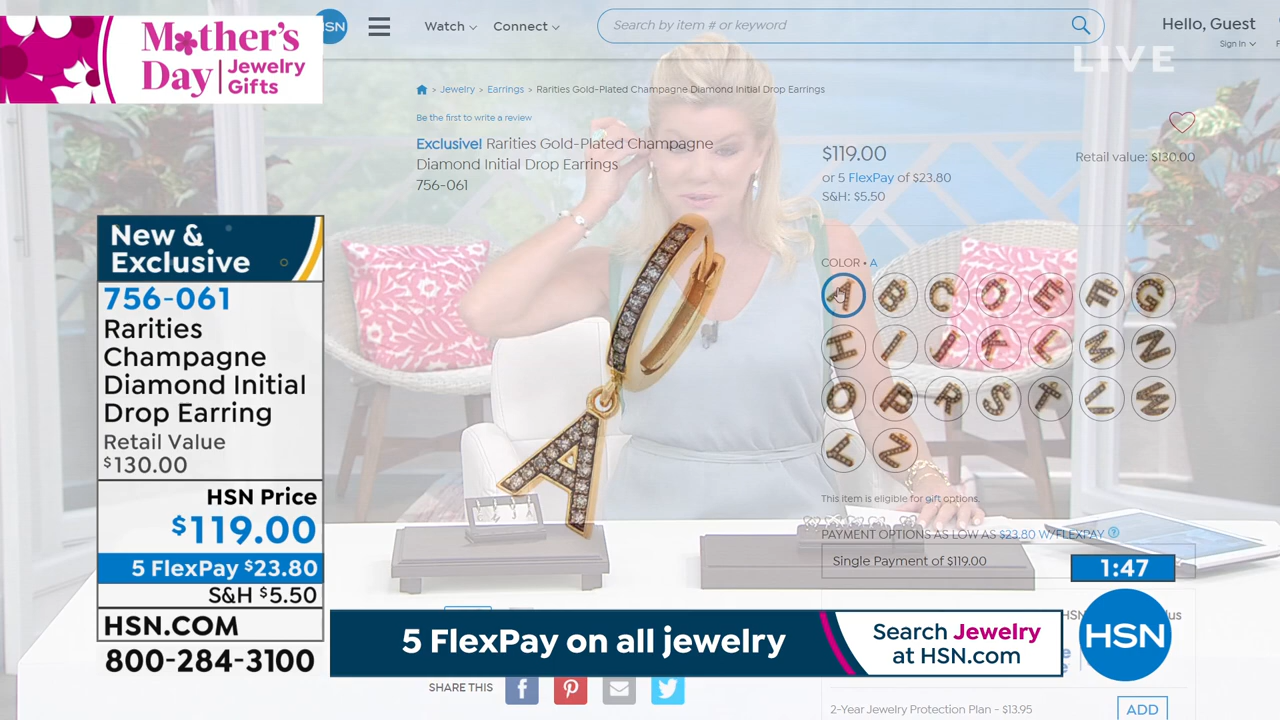 Mother's
Day | Jewelry
Gifts
HSN
Watch
Connect
Search by item # or keyword
Hello, Guest
Sign In
LIVE
Jewelry > Earrings > Rarities Gold-Plated Champagne Diamond Initial Drop Earrings
Be the first to write a review
Exclusive! Rarities Gold-Plated Champagne
Diamond Initial Drop Earrings
756-061
$119.00
Retail value: $130.00
or 5 FlexPay of $23.80
S&H: $5.50
COLOR • A
A B C D E F G
H I J K L M N
O P R S T W
Y Z
This item is eligible for gift options.
PAYMENT OPTIONS AS LOW AS $23.80 W/FLEXPAY ?
Single Payment of $119.00
1:47
New &
Exclusive
756-061
Rarities
Champagne
Diamond Initial
Drop Earring
Retail Value
$130.00
HSN Price
$119.00
5 FlexPay $23.80
S&H $5.50
HSN.COM
800-284-3100
A
5 FlexPay on all jewelry
Search Jewelry
at HSN.com
HSN
SHARE THIS
2-Year Jewelry Protection Plan - $13.95
ADD